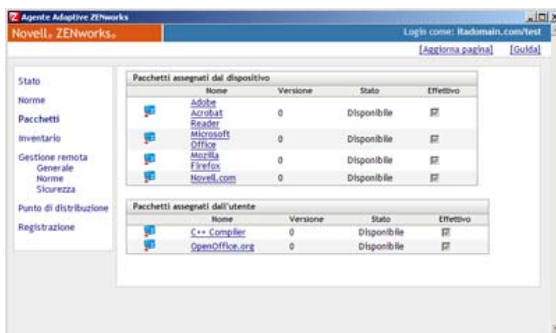 Agente Adaptive ZENworks
Novell® ZENworks®
Login come: Radomain.com/test
[Aggiorna pagina] [Guida]
Stato
Norme
Pacchetti
Inventario
Gestione remota
Generale
Norme
Sicurezza
Punto di distribuzione
Registrazione
Pacchetti assegnati dal dispositivo
Nome Versione Stato Effettivo
Adobe
Acrobat
Reader
0 Disponibile
Microsoft
Office
0 Disponibile
Mozilla
Firefox
0 Disponibile
Novell.com 0 Disponibile
Pacchetti assegnati dall'utente
Nome Versione Stato Effettivo
C++ Compiler 0 Disponibile
OpenOffice.org 0 Disponibile